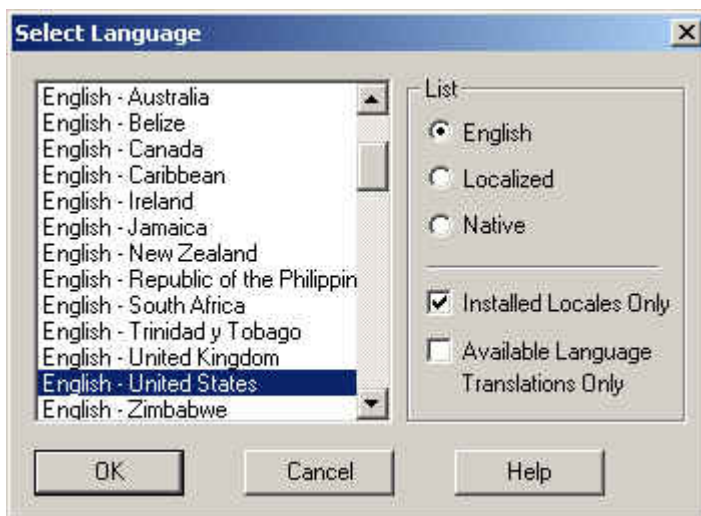 Select Language
English - Australia
English - Belize
English - Canada
English - Caribbean
English - Ireland
English - Jamaica
English - New Zealand
English - Republic of the Philippin
English - South Africa
English - Trinidad y Tobago
English - United Kingdom
English - United States
English - Zimbabwe
List
English
Localized
Native
Installed Locales Only
Available Language
Translations Only
OK
Cancel
Help